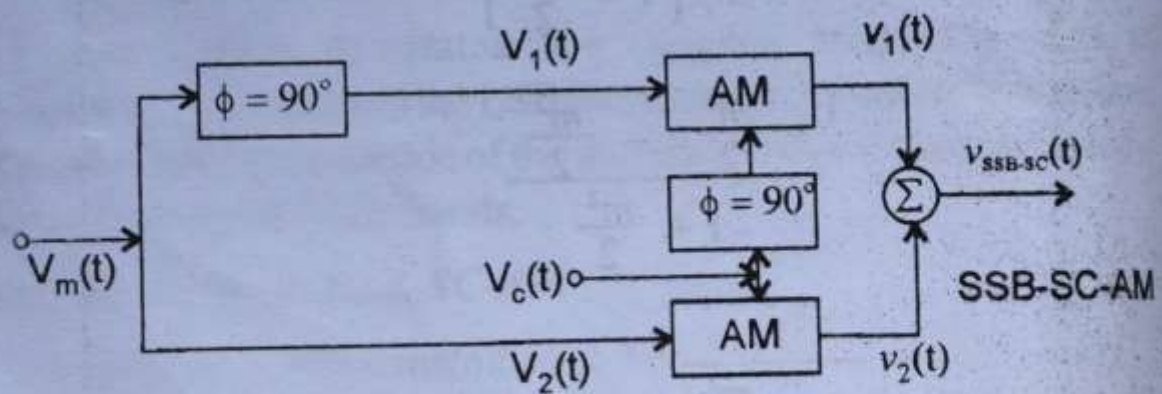 V₁(t)
v₁(t)
ϕ = 90°
AM
v_SSB-SC(t)
ϕ = 90°
Σ
V_m(t)
V_c(t)
SSB-SC-AM
AM
V₂(t)
v₂(t)